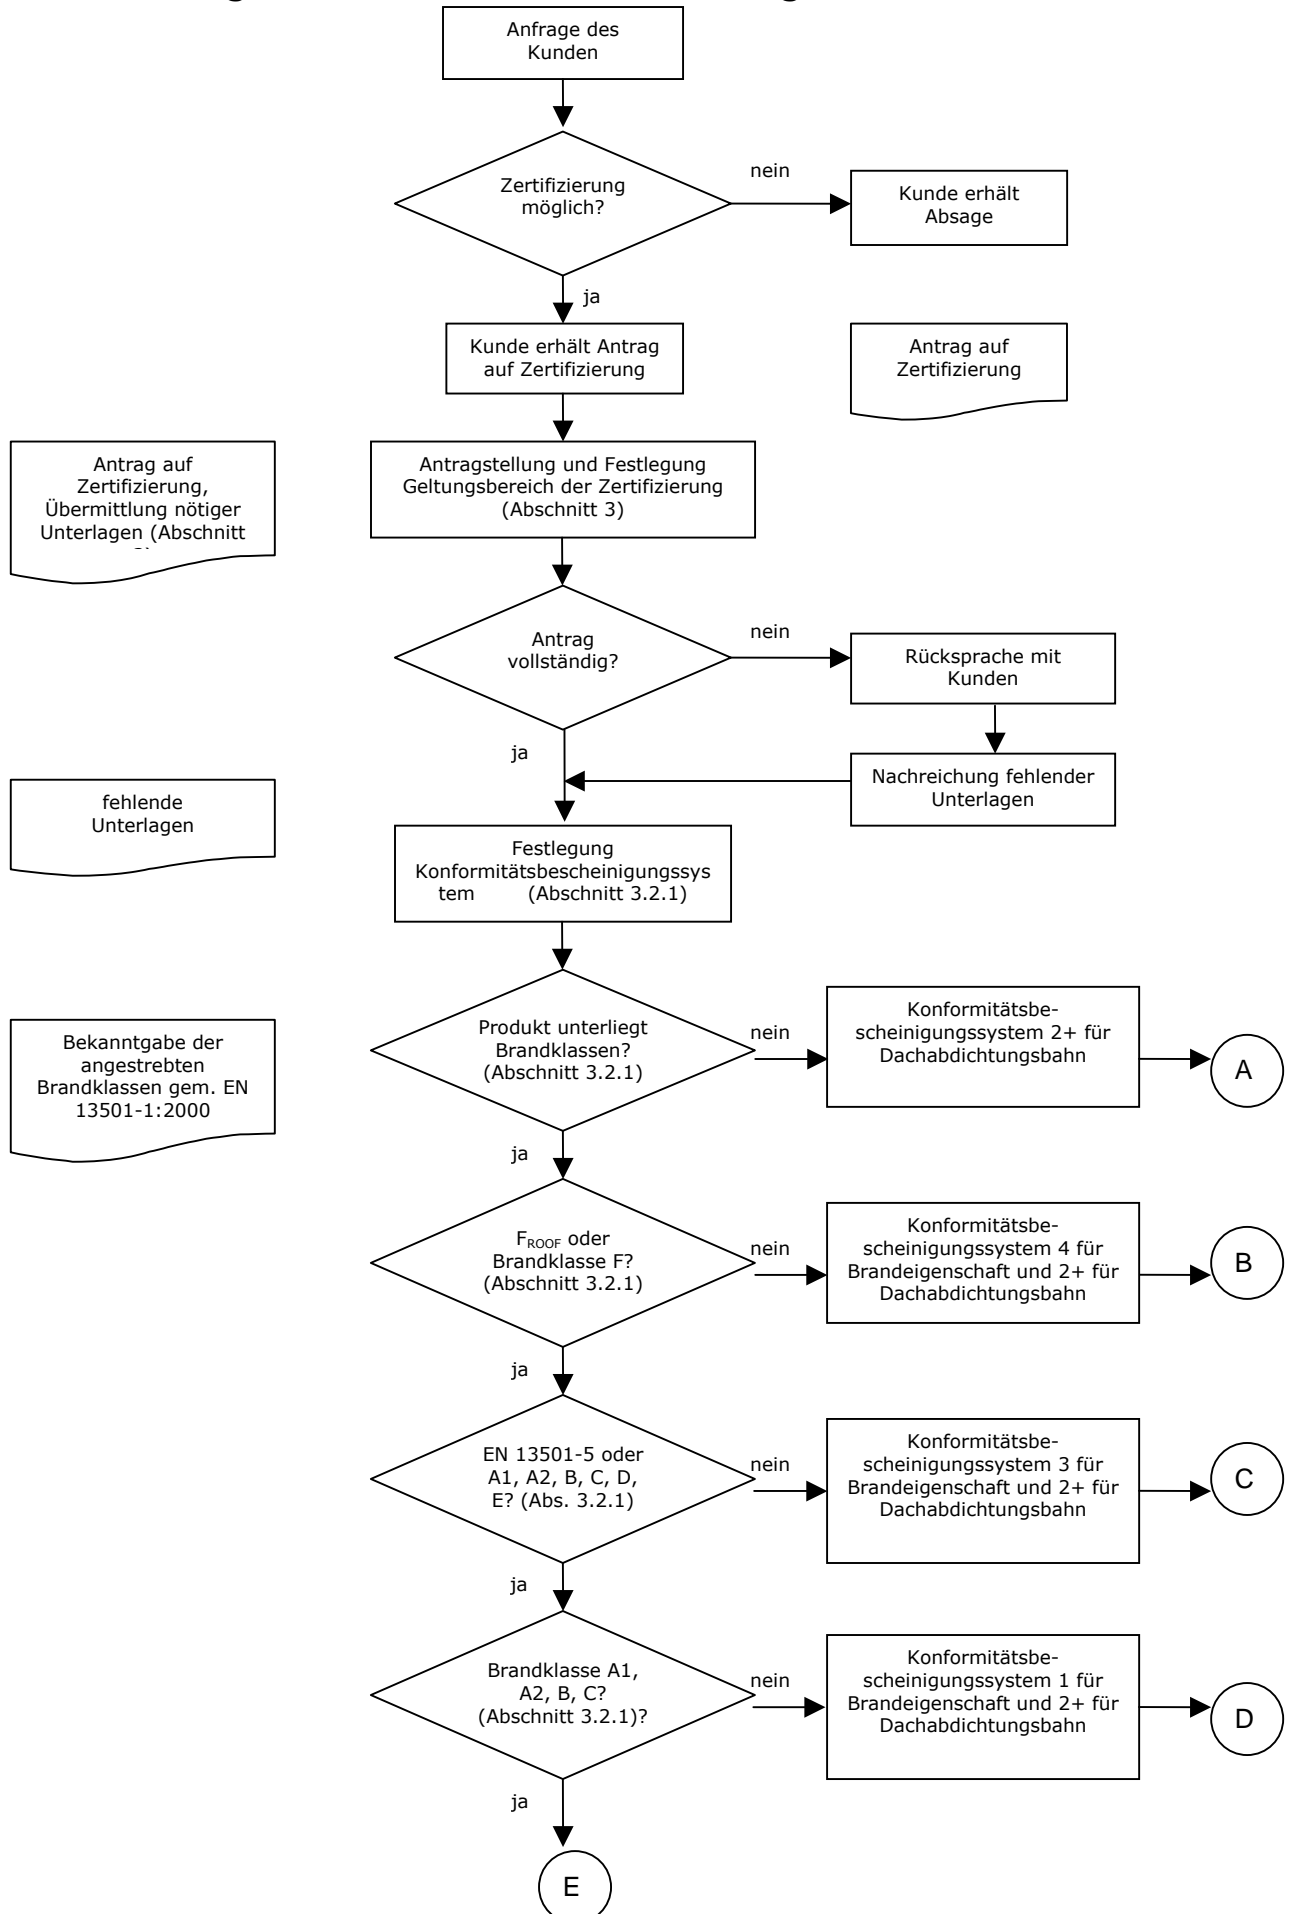 Anfrage des
Kunden
Zertifizierung
möglich?
nein
Kunde erhält
Absage
ja
Kunde erhält Antrag
auf Zertifizierung
Antrag auf
Zertifizierung
Antrag auf
Zertifizierung,
Übermittlung nötiger
Unterlagen (Abschnitt
Antragstellung und Festlegung
Geltungsbereich der Zertifizierung
(Abschnitt 3)
Antrag
vollständig?
nein
Rücksprache mit
Kunden
ja
Nachreichung fehlender
Unterlagen
fehlende
Unterlagen
Festlegung
Konformitätsbescheinigungssys
tem (Abschnitt 3.2.1)
Bekanntgabe der
angestrebten
Brandklassen gem. EN
13501-1:2000
Produkt unterliegt
Brandklassen?
(Abschnitt 3.2.1)
nein
Konformitätsbe-
scheinigungssystem 2+ für
Dachabdichtungsbahn
A
ja
FROOF oder
Brandklasse F?
(Abschnitt 3.2.1)
nein
Konformitätsbe-
scheinigungssystem 4 für
Brandeigenschaft und 2+ für
Dachabdichtungsbahn
B
ja
EN 13501-5 oder
A1, A2, B, C, D,
E? (Abs. 3.2.1)
nein
Konformitätsbe-
scheinigungssystem 3 für
Brandeigenschaft und 2+ für
Dachabdichtungsbahn
C
ja
Brandklasse A1,
A2, B, C?
(Abschnitt 3.2.1)?
nein
Konformitätsbe-
scheinigungssystem 1 für
Brandeigenschaft und 2+ für
Dachabdichtungsbahn
D
ja
E